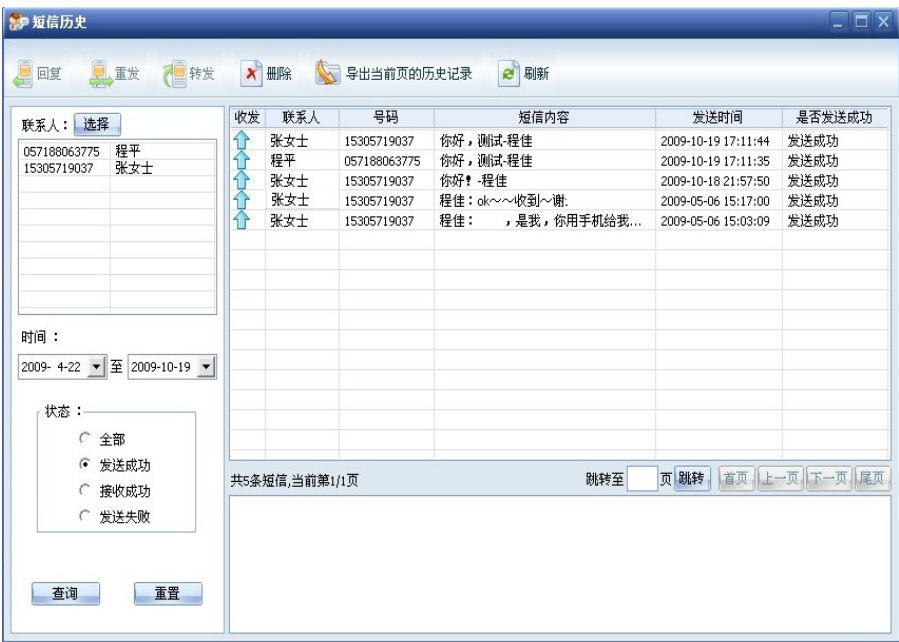 短信历史
回复 重发 转发 删除 导出当前页的历史记录 刷新
联系人： 选择
057188063775 程平
15305719037 张女士
时间 ：
2009- 4-22 至 2009-10-19
状态 ：
全部
发送成功
接收成功
发送失败
查询 重置
收发 联系人 号码 短信内容 发送时间 是否发送成功
张女士 15305719037 你好，测试-程佳 2009-10-19 17:11:44 发送成功
程平 057188063775 你好，测试-程佳 2009-10-19 17:11:35 发送成功
张女士 15305719037 你好！-程佳 2009-10-18 21:57:50 发送成功
张女士 15305719037 程佳：ok～～收到～谢: 2009-05-06 15:17:00 发送成功
张女士 15305719037 程佳： ，是我，你用手机给我... 2009-05-06 15:03:09 发送成功
共5条短信,当前第1/1页 跳转至 页 跳转 首页 上一页 下一页 尾页